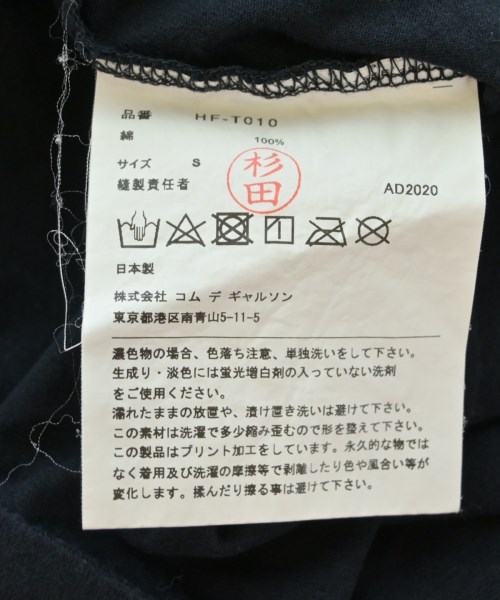 品番 HF-T010
綿 100%
サイズ S
縫製責任者
杉田
AD2020
日本製
株式会社 コム デ ギャルソン
東京都港区南青山5-11-5
濃色物の場合、色落ち注意、単独洗いをして下さい。
生成り・淡色には蛍光増白剤の入っていない洗剤
をご使用ください。
濡れたままの放置や、漬け置き洗いは避けて下さい。
この素材は洗濯で多少縮み歪むので形を整えて下さい。
この製品はプリント加工をしています。永久的な物では
なく着用及び洗濯の摩擦等で剥離したり色や風合い等が
変化します。揉んだり擦る事は避けて下さい。